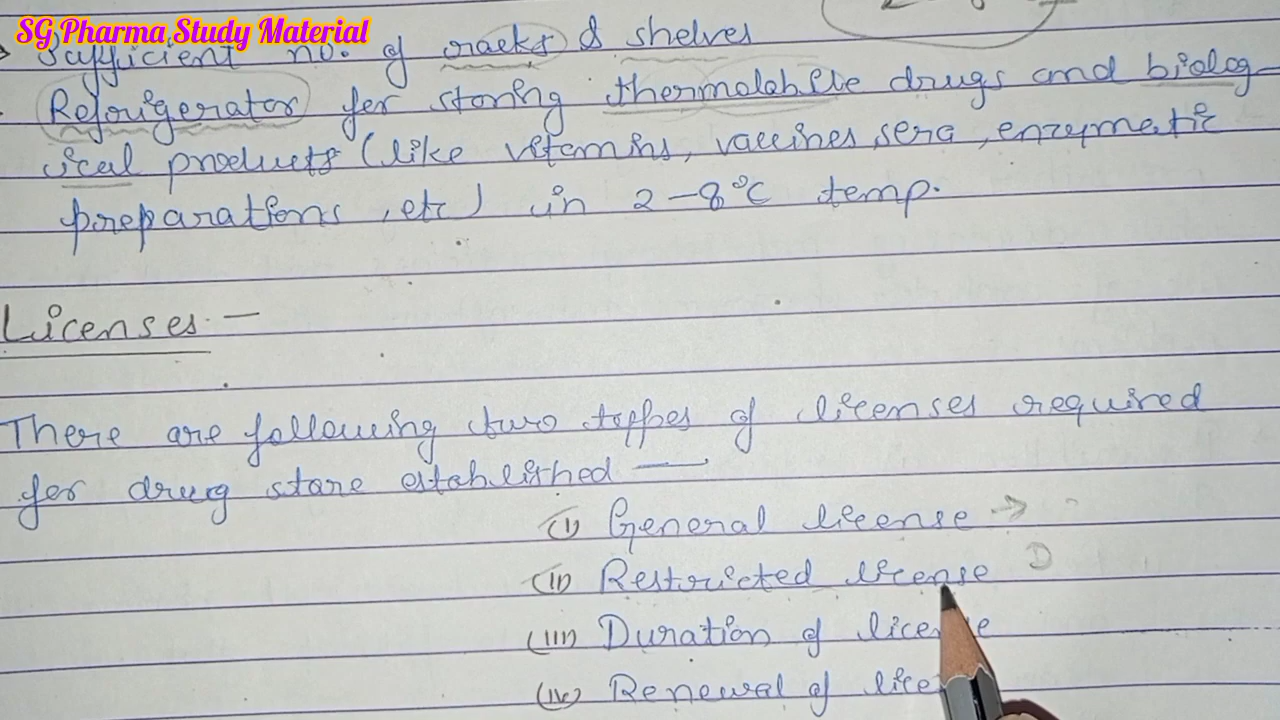 SG Pharma Study Material
Sufficient no. of racks & shelves
Refrigerator for storing thermolabile drugs and biolog-
ical products (like vitamins, vaccines, sera, enzymatic
preparations, etc) in 2-8°C temp.
Licenses:-
There are following two types of licenses required
for drug store established —
(i) General license →
(ii) Restricted license
(iii) Duration of license
(iv) Renewal of lice